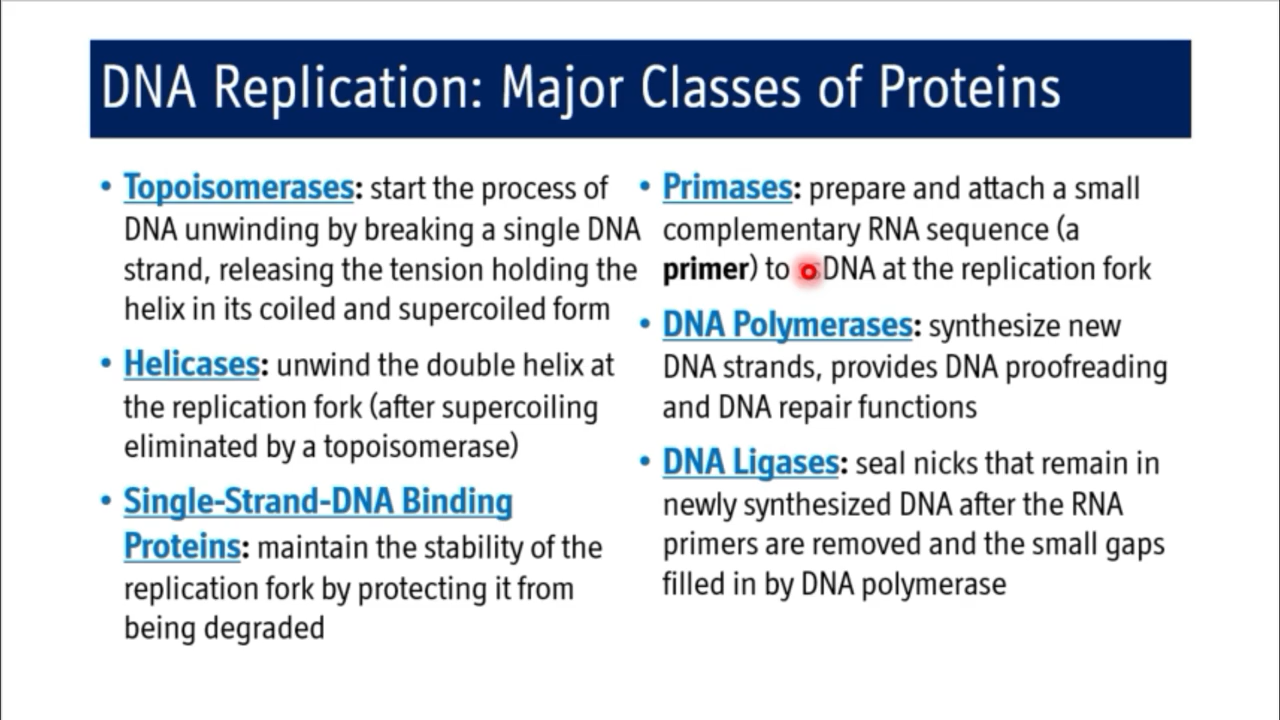 DNA Replication: Major Classes of Proteins
• Topoisomerases: start the process of
DNA unwinding by breaking a single DNA
strand, releasing the tension holding the
helix in its coiled and supercoiled form
• Helicases: unwind the double helix at
the replication fork (after supercoiling
eliminated by a topoisomerase)
• Single-Strand-DNA Binding
Proteins: maintain the stability of the
replication fork by protecting it from
being degraded
• Primases: prepare and attach a small
complementary RNA sequence (a
primer) to DNA at the replication fork
• DNA Polymerases: synthesize new
DNA strands, provides DNA proofreading
and DNA repair functions
• DNA Ligases: seal nicks that remain in
newly synthesized DNA after the RNA
primers are removed and the small gaps
filled in by DNA polymerase